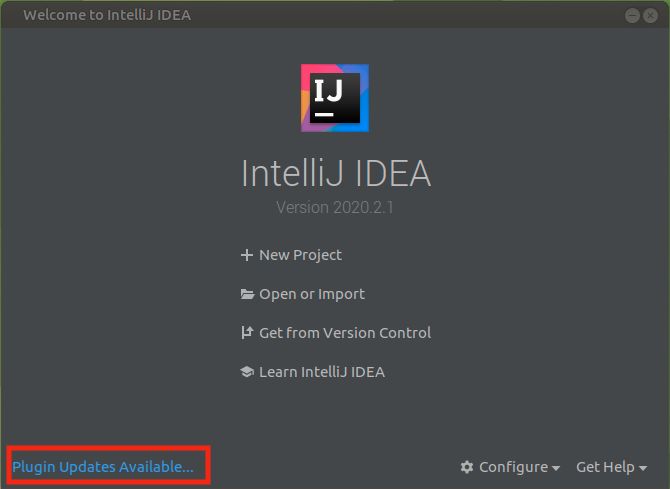 Welcome to IntelliJ IDEA
IJ
IntelliJ IDEA
Version 2020.2.1
New Project
Open or Import
Get from Version Control
Learn IntelliJ IDEA
Plugin Updates Available... Configure Get Help